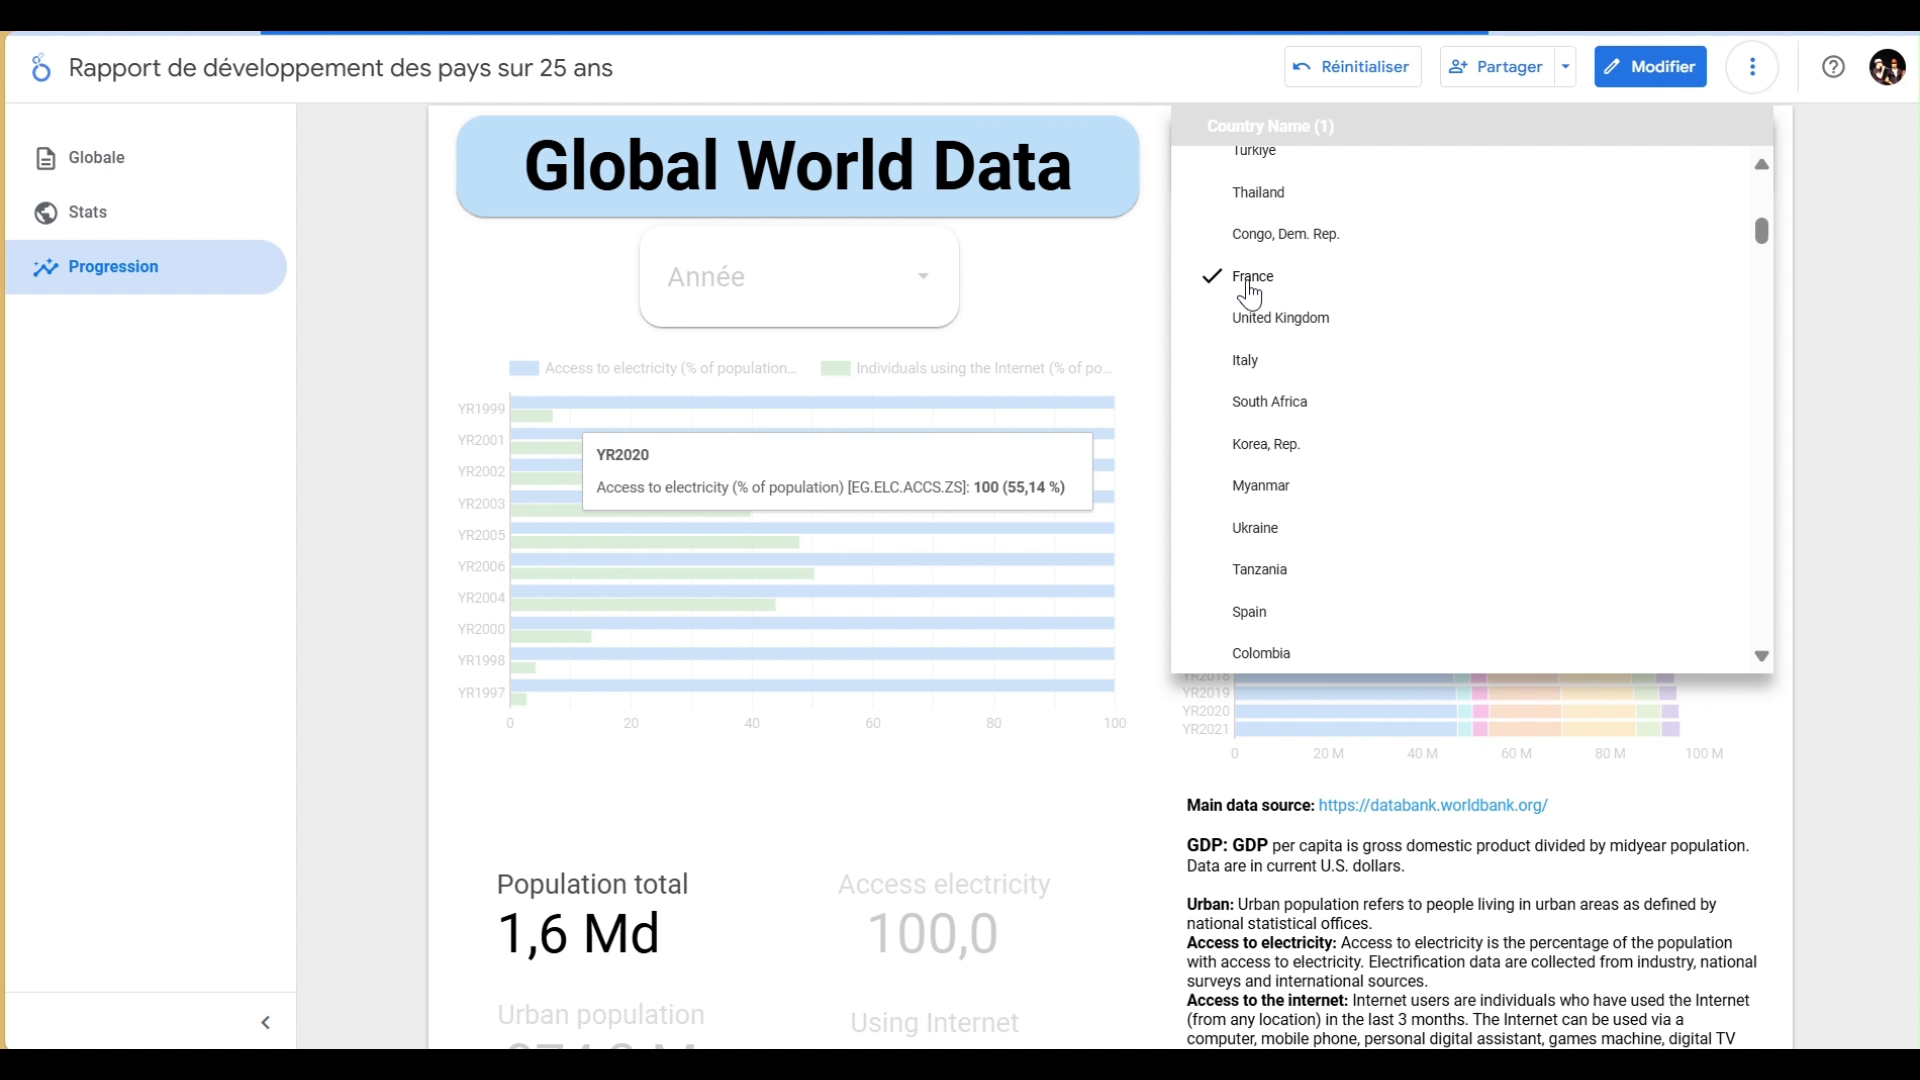 Rapport de développement des pays sur 25 ans
Réinitialiser
Partager
Modifier
Globale
Stats
Progression
Global World Data
Année
Access to electricity (% of population...
Individuals using the Internet (% of po...
YR1999
YR2001
YR2002
YR2003
YR2005
YR2006
YR2004
YR2000
YR1998
YR1997
0 20 40 60 80 100
YR2020
Access to electricity (% of population) [EG.ELC.ACCS.ZS]: 100 (55,14 %)
Country Name (1)
Turkiye
Thailand
Congo, Dem. Rep.
France
United Kingdom
Italy
South Africa
Korea, Rep.
Myanmar
Ukraine
Tanzania
Spain
Colombia
YR2018
YR2019
YR2020
YR2021
0 20 M 40 M 60 M 80 M 100 M
Population total
1,6 Md
Access electricity
100,0
Urban population
Using Internet
Main data source: https://databank.worldbank.org/
GDP: GDP per capita is gross domestic product divided by midyear population.
Data are in current U.S. dollars.
Urban: Urban population refers to people living in urban areas as defined by
national statistical offices.
Access to electricity: Access to electricity is the percentage of the population
with access to electricity. Electrification data are collected from industry, national
surveys and international sources.
Access to the internet: Internet users are individuals who have used the Internet
(from any location) in the last 3 months. The Internet can be used via a
computer, mobile phone, personal digital assistant, games machine, digital TV